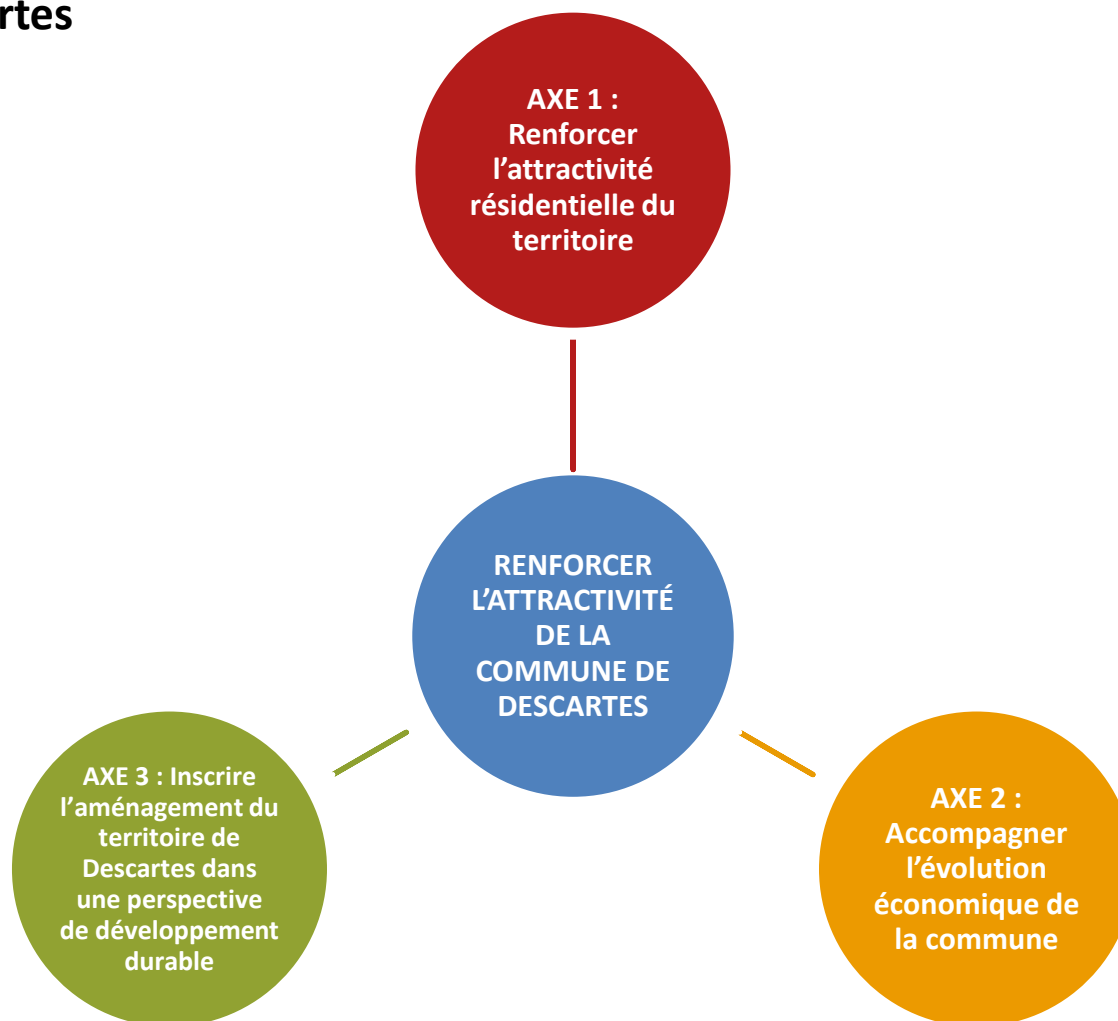 rtes
AXE 1 :
Renforcer
l’attractivité
résidentielle du
territoire
RENFORCER
L’ATTRACTIVITÉ
DE LA
COMMUNE DE
DESCARTES
AXE 3 : Inscrire
l’aménagement du
territoire de
Descartes dans
une perspective
de développement
durable
AXE 2 :
Accompagner
l’évolution
économique de
la commune